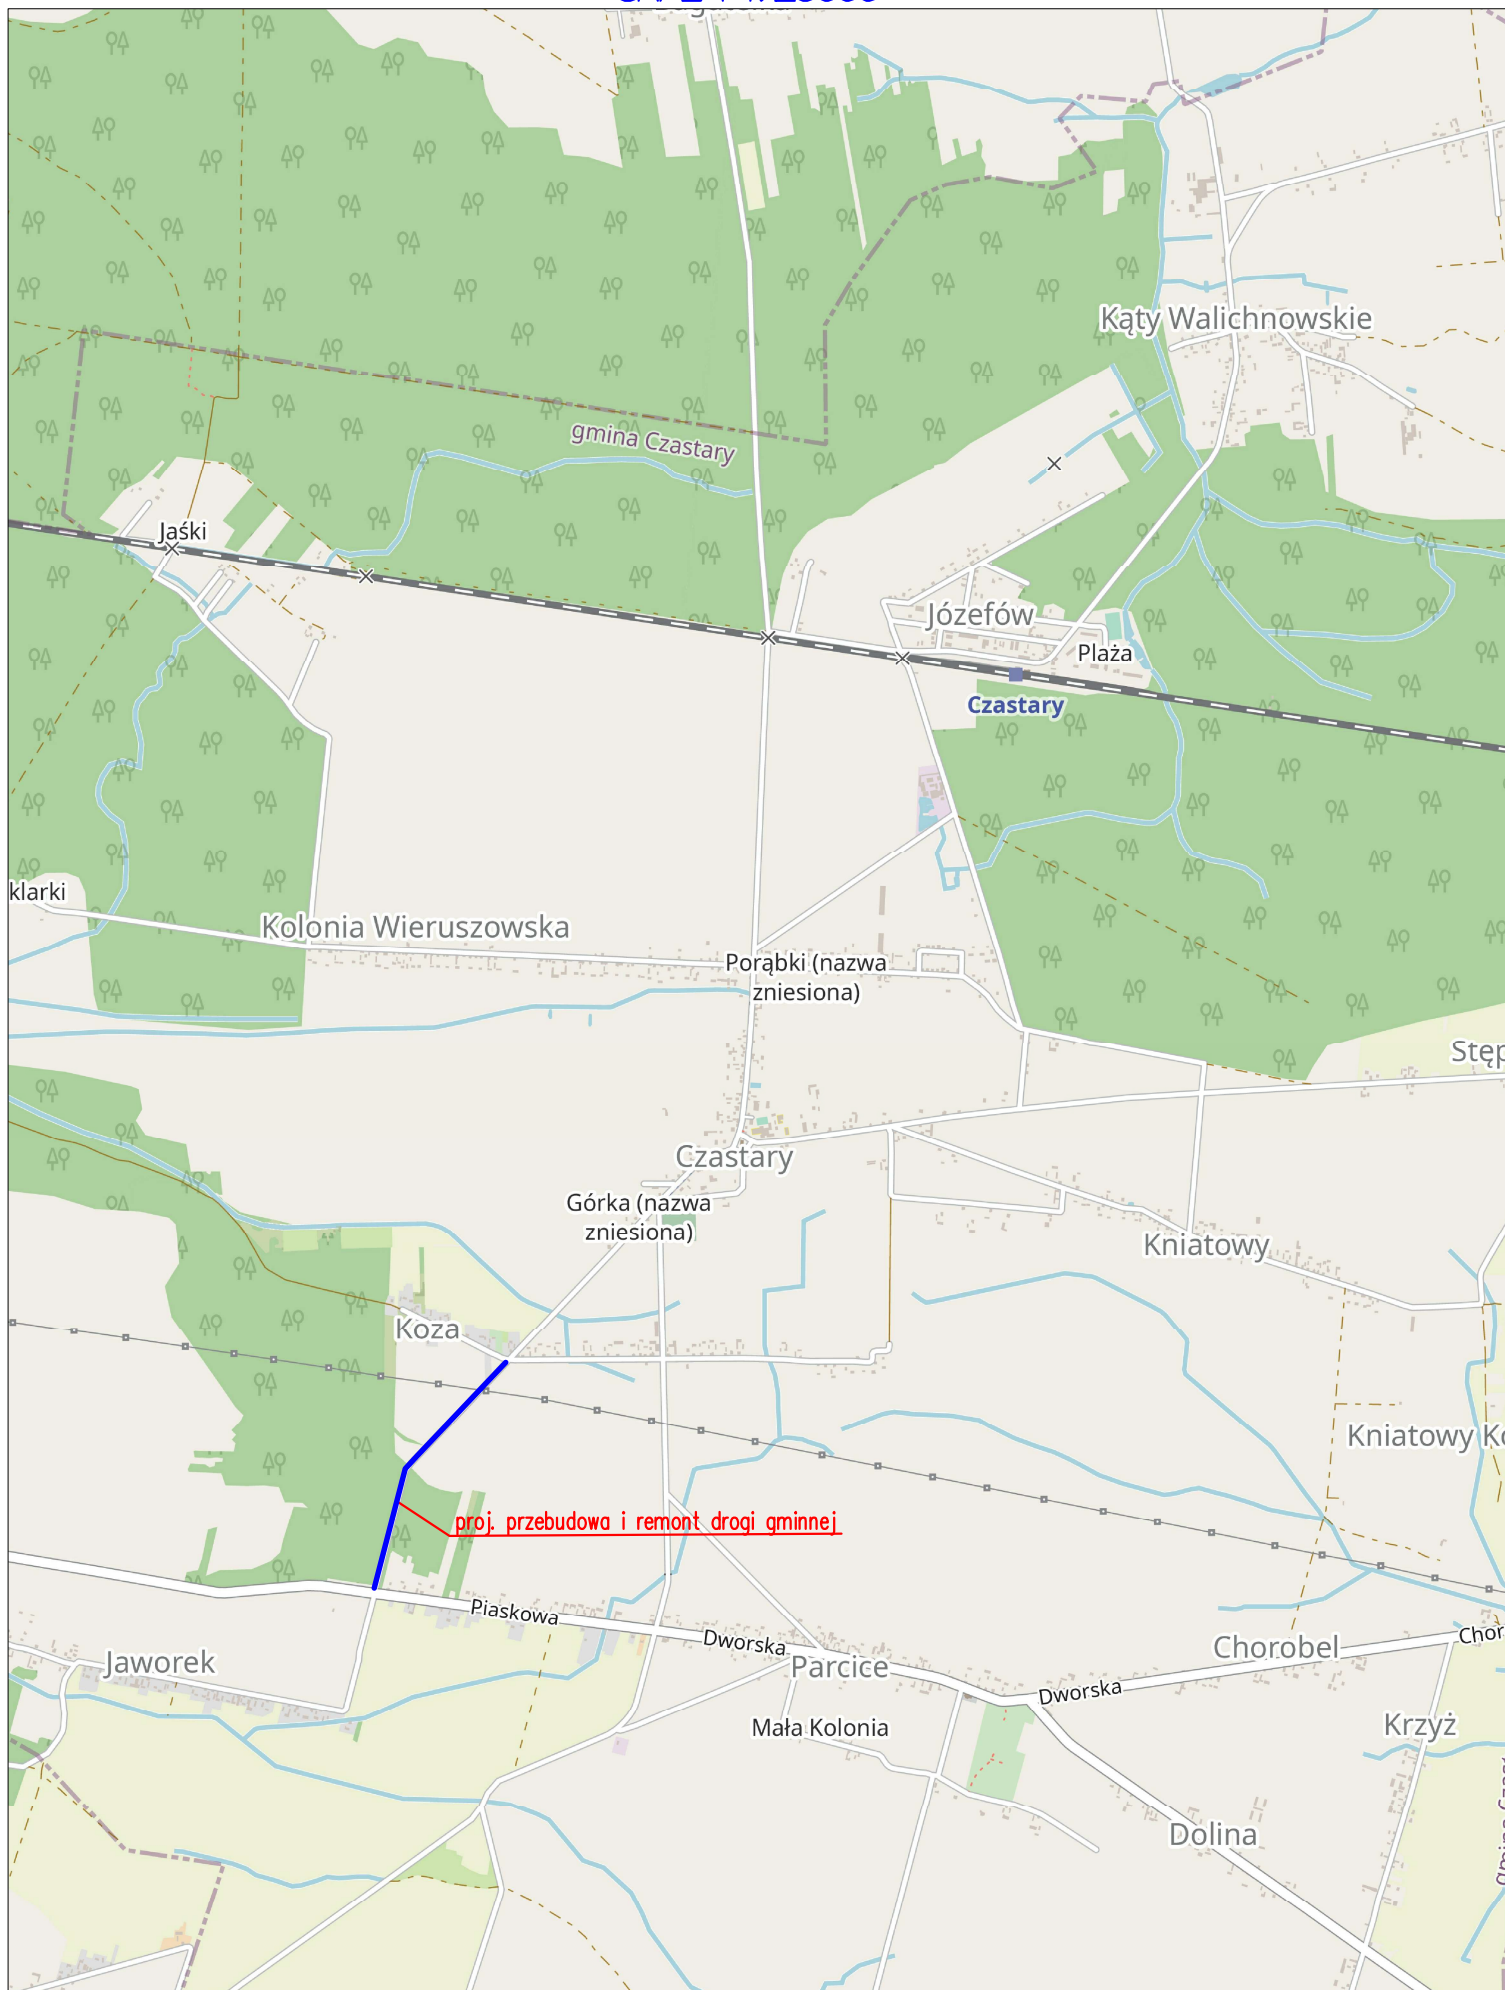 Kąty Walichnowskie
gmina Czastary
Jaśki
Józefów
Plaża
Czastary
klarki
Kolonia Wieruszowska
Porąbki (nazwa
zniesiona)
Stęp
Czastary
Górka (nazwa
zniesiona)
Kniatowy
Koza
Kniatowy Ko
proj. przebudowa i remont drogi gminnej
Piaskowa
Dworska
Chorobel
Chor
Jaworek
Parcice
Dworska
Mała Kolonia
Krzyż
Dolina